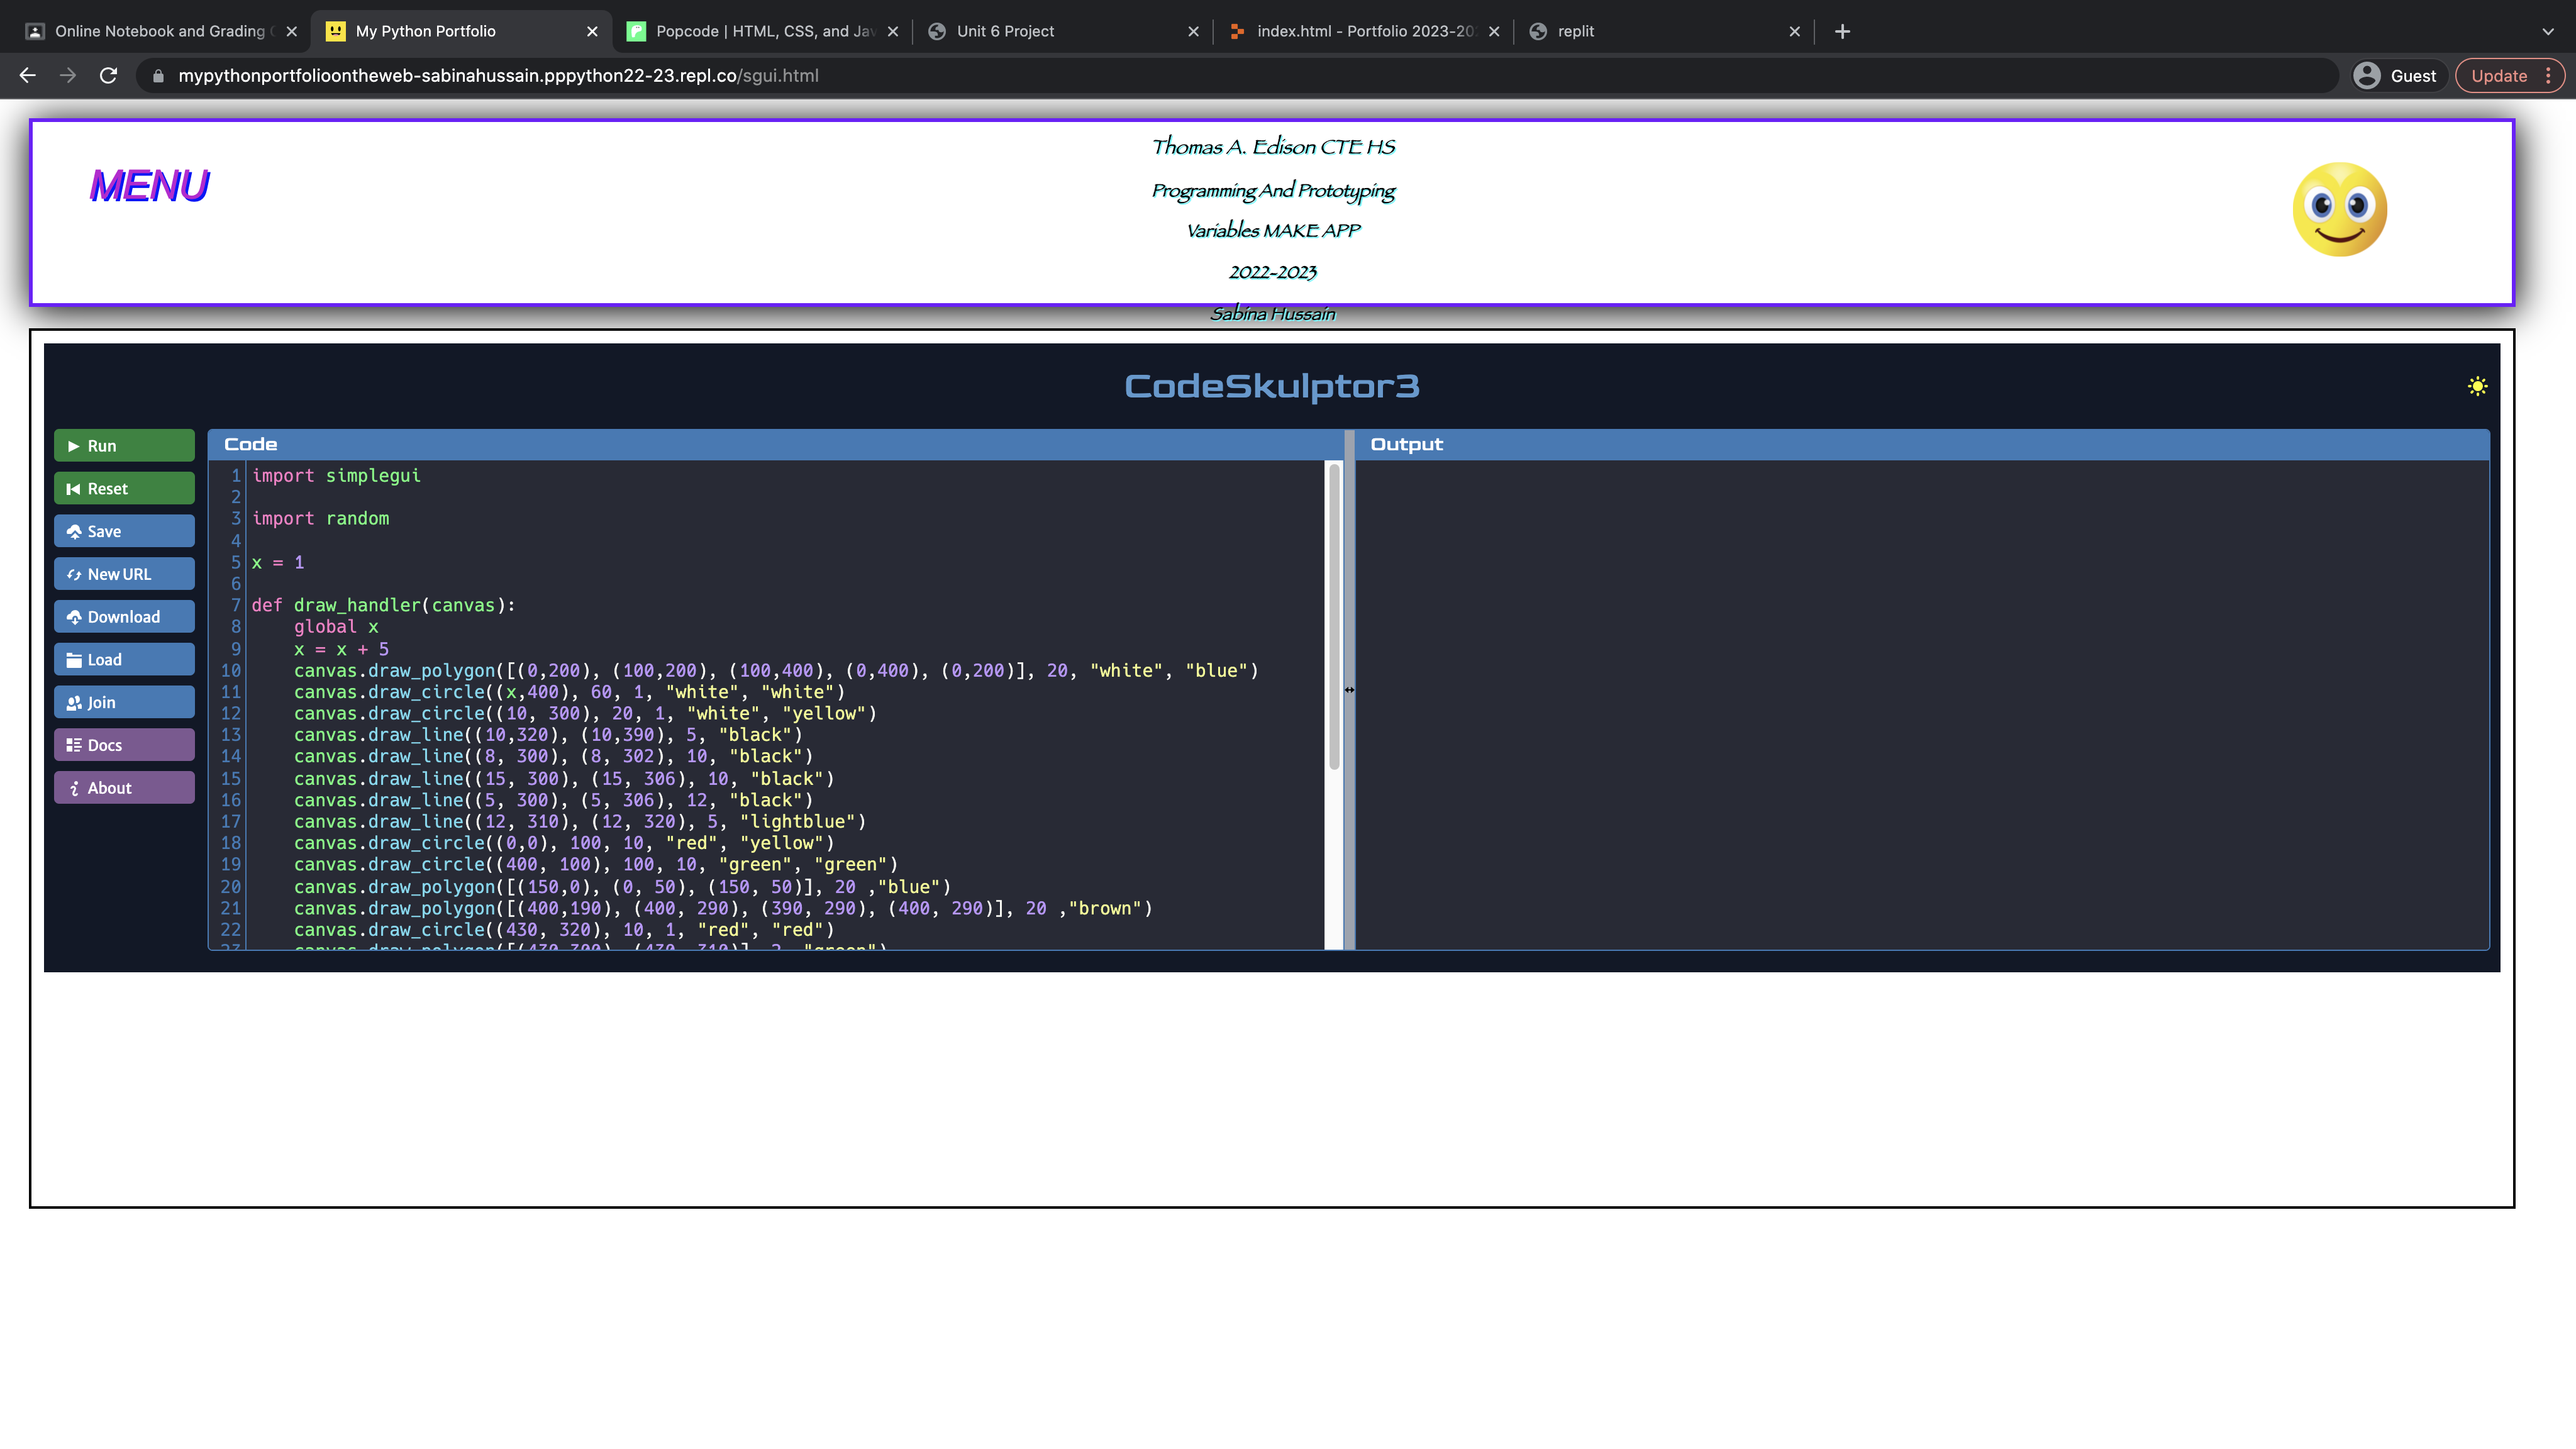 Online Notebook and Grading
My Python Portfolio
Popcode | HTML, CSS, and Jav
Unit 6 Project
index.html - Portfolio 2023-20
replit
mypythonportfolioontheweb-sabinahussain.pppython22-23.repl.co/sgui.html
Guest
Update
MENU
Thomas A. Edison CTE HS
Programming And Prototyping
Variables MAKE APP
2022-2023
Sabina Hussain
CodeSkulptor3
Run
Reset
Save
New URL
Download
Load
Join
Docs
About
Code
Output
1 import simplegui
2
3 import random
4
5 x = 1
6
7 def draw_handler(canvas):
8     global x
9     x = x + 5
10     canvas.draw_polygon([(0,200), (100,200), (100,400), (0,400), (0,200)], 20, "white", "blue")
11     canvas.draw_circle((x,400), 60, 1, "white", "white")
12     canvas.draw_circle((10, 300), 20, 1, "white", "yellow")
13     canvas.draw_line((10,320), (10,390), 5, "black")
14     canvas.draw_line((8, 300), (8, 302), 10, "black")
15     canvas.draw_line((15, 300), (15, 306), 10, "black")
16     canvas.draw_line((5, 300), (5, 306), 12, "black")
17     canvas.draw_line((12, 310), (12, 320), 5, "lightblue")
18     canvas.draw_circle((0,0), 100, 10, "red", "yellow")
19     canvas.draw_circle((400, 100), 100, 10, "green", "green")
20     canvas.draw_polygon([(150,0), (0, 50), (150, 50)], 20 ,"blue")
21     canvas.draw_polygon([(400,190), (400, 290), (390, 290), (400, 290)], 20 ,"brown")
22     canvas.draw_circle((430, 320), 10, 1, "red", "red")
23     canvas.draw_polygon([(430,300), (430, 310)], 2, "green")